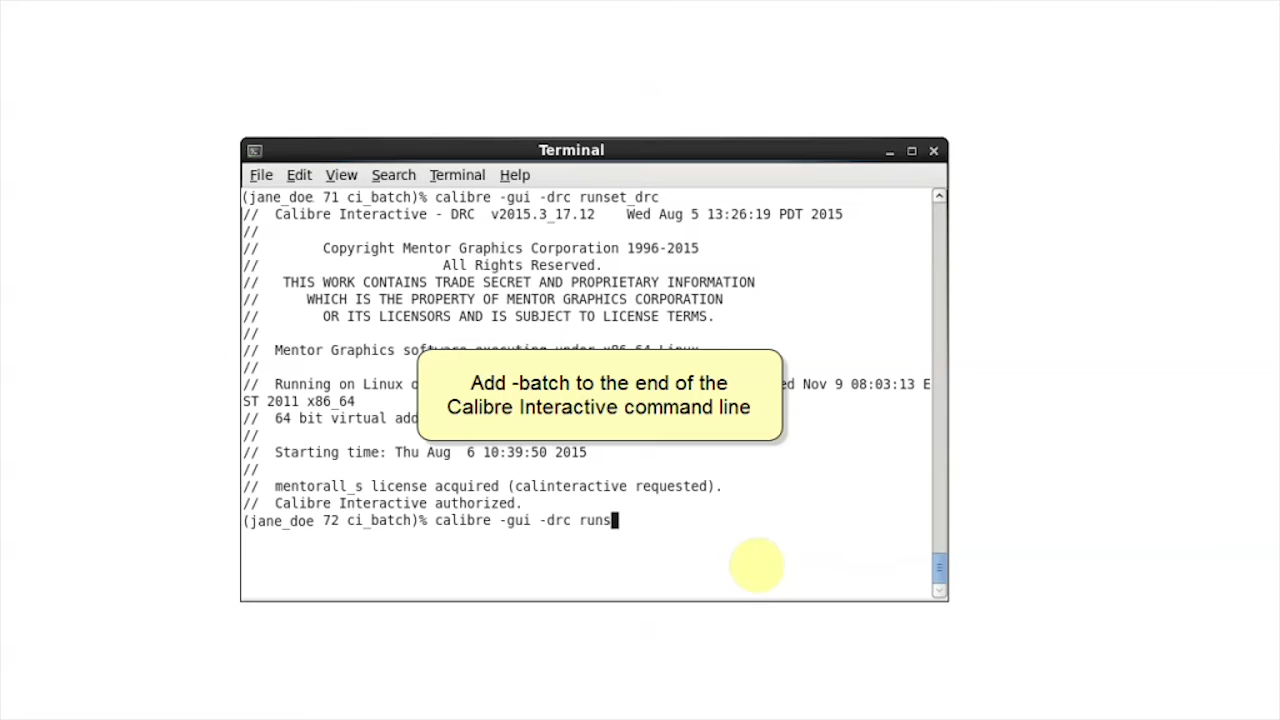 Terminal
File Edit View Search Terminal Help
(jane_doe 71 ci_batch)% calibre -gui -drc runset_drc
// Calibre Interactive - DRC v2015.3_17.12 Wed Aug 5 13:26:19 PDT 2015
//
// Copyright Mentor Graphics Corporation 1996-2015
// All Rights Reserved.
// THIS WORK CONTAINS TRADE SECRET AND PROPRIETARY INFORMATION
// WHICH IS THE PROPERTY OF MENTOR GRAPHICS CORPORATION
// OR ITS LICENSORS AND IS SUBJECT TO LICENSE TERMS.
//
// Mentor Graphics software executing under x86_64 Linux
//
// Running on Linux ed Nov 9 08:03:13 E
ST 2011 x86_64
// 64 bit virtual
Add -batch to the end of the
Calibre Interactive command line
//
// Starting time: Thu Aug 6 10:39:50 2015
//
// mentorall_s license acquired (calinteractive requested).
// Calibre Interactive authorized.
(jane_doe 72 ci_batch)% calibre -gui -drc runs